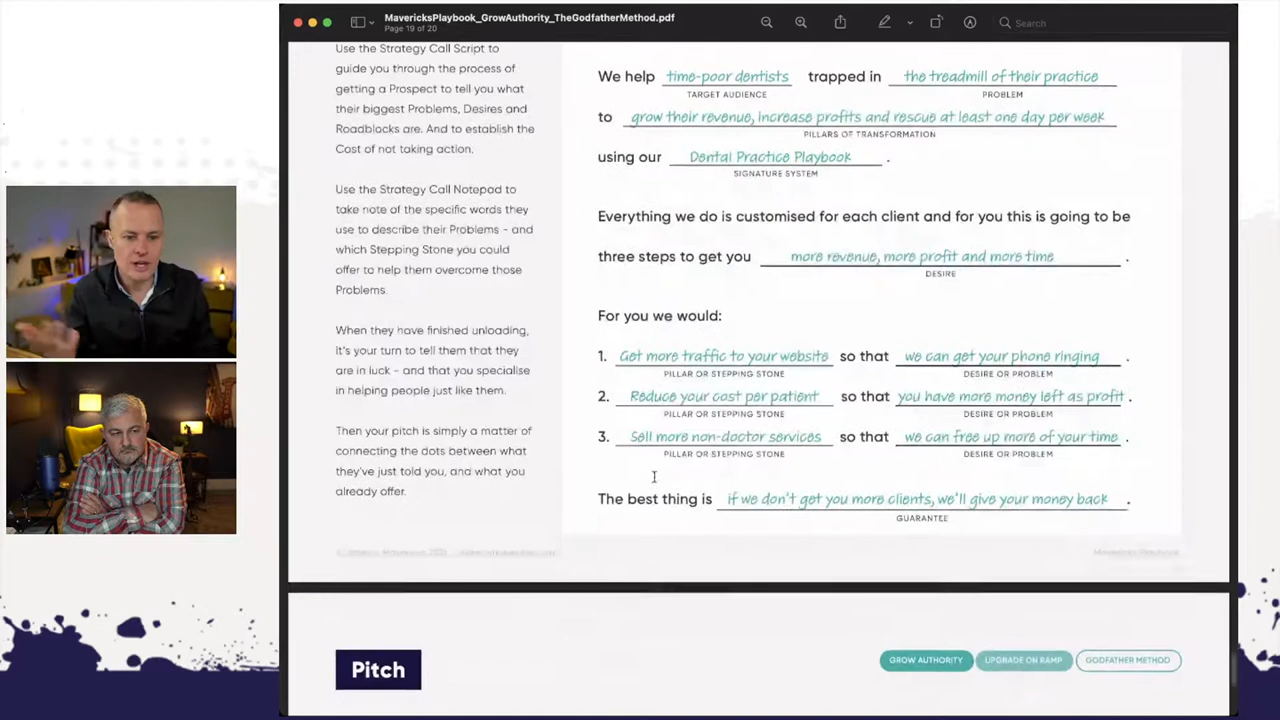 MavericksPlaybook_GrowAuthority_TheGodfatherMethod.pdf
Page 19 of 20
Search
Use the Strategy Call Script to
guide you through the process of
getting a Prospect to tell you what
their biggest Problems, Desires and
Roadblocks are. And to establish the
Cost of not taking action.
Use the Strategy Call Notepad to
take note of the specific words they
use to describe their Problems - and
which Stepping Stone you could
offer to help them overcome those
Problems.
When they have finished unloading,
it's your turn to tell them that they
are in luck - and that you specialise
in helping people just like them.
Then your pitch is simply a matter of
connecting the dots between what
they've just told you, and what you
already offer.
We help time-poor dentists trapped in the treadmill of their practice
TARGET AUDIENCE PROBLEM
to grow their revenue, increase profits and rescue at least one day per week
PILLARS OF TRANSFORMATION
using our Dental Practice Playbook.
SIGNATURE SYSTEM
Everything we do is customised for each client and for you this is going to be
three steps to get you more revenue, more profit and more time.
DESIRE
For you we would:
1. Get more traffic to your website so that we can get your phone ringing.
PILLAR OR STEPPING STONE DESIRE OR PROBLEM
2. Reduce your cost per patient so that you have more money left as profit.
PILLAR OR STEPPING STONE DESIRE OR PROBLEM
3. Sell more non-doctor services so that we can free up more of your time.
PILLAR OR STEPPING STONE DESIRE OR PROBLEM
The best thing is if we don't get you more clients, we'll give your money back.
GUARANTEE
Mavericks Playbook
Pitch
GROW AUTHORITY
UPGRADE ON RAMP
GODFATHER METHOD